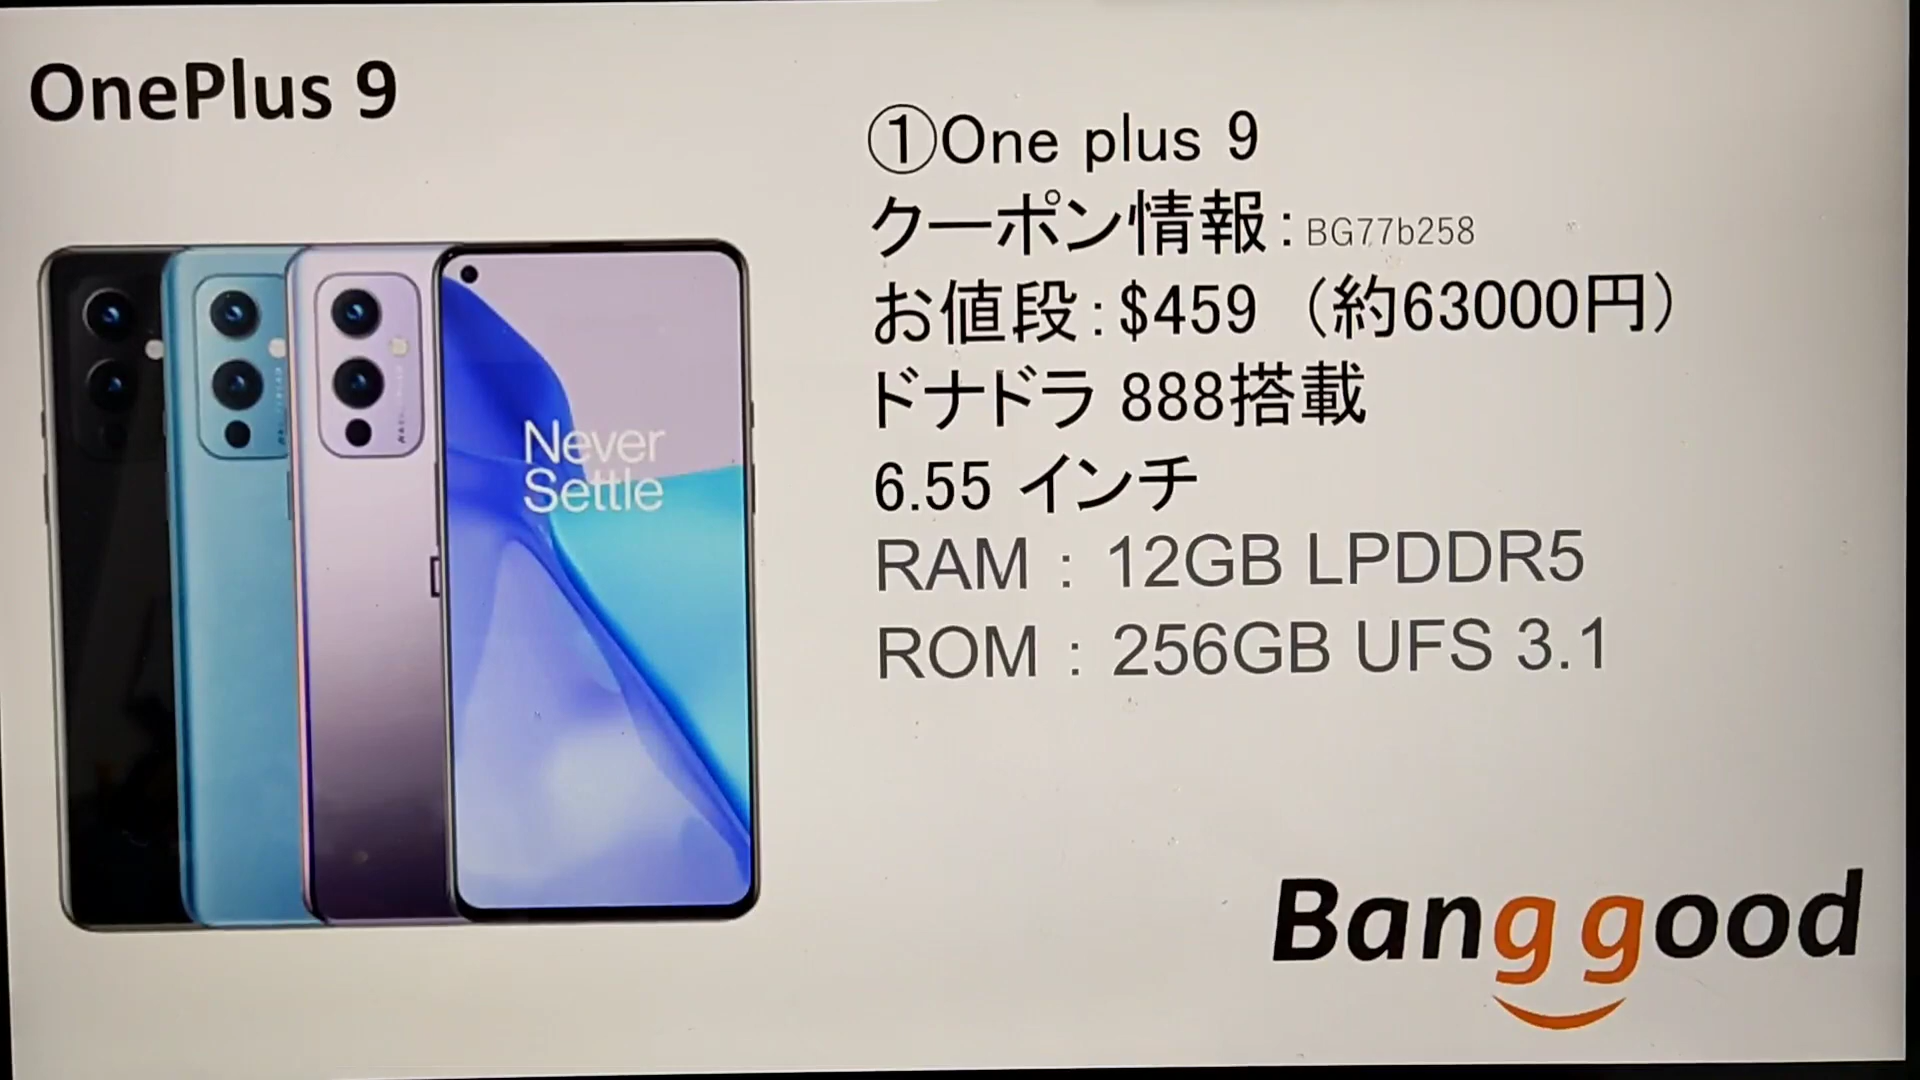 OnePlus 9
①One plus 9
クーポン情報：BG77b258
お値段：$459（約63000円）
ドナドラ 888搭載
6.55 インチ
RAM : 12GB LPDDR5
ROM : 256GB UFS 3.1
Never
Settle
Banggood